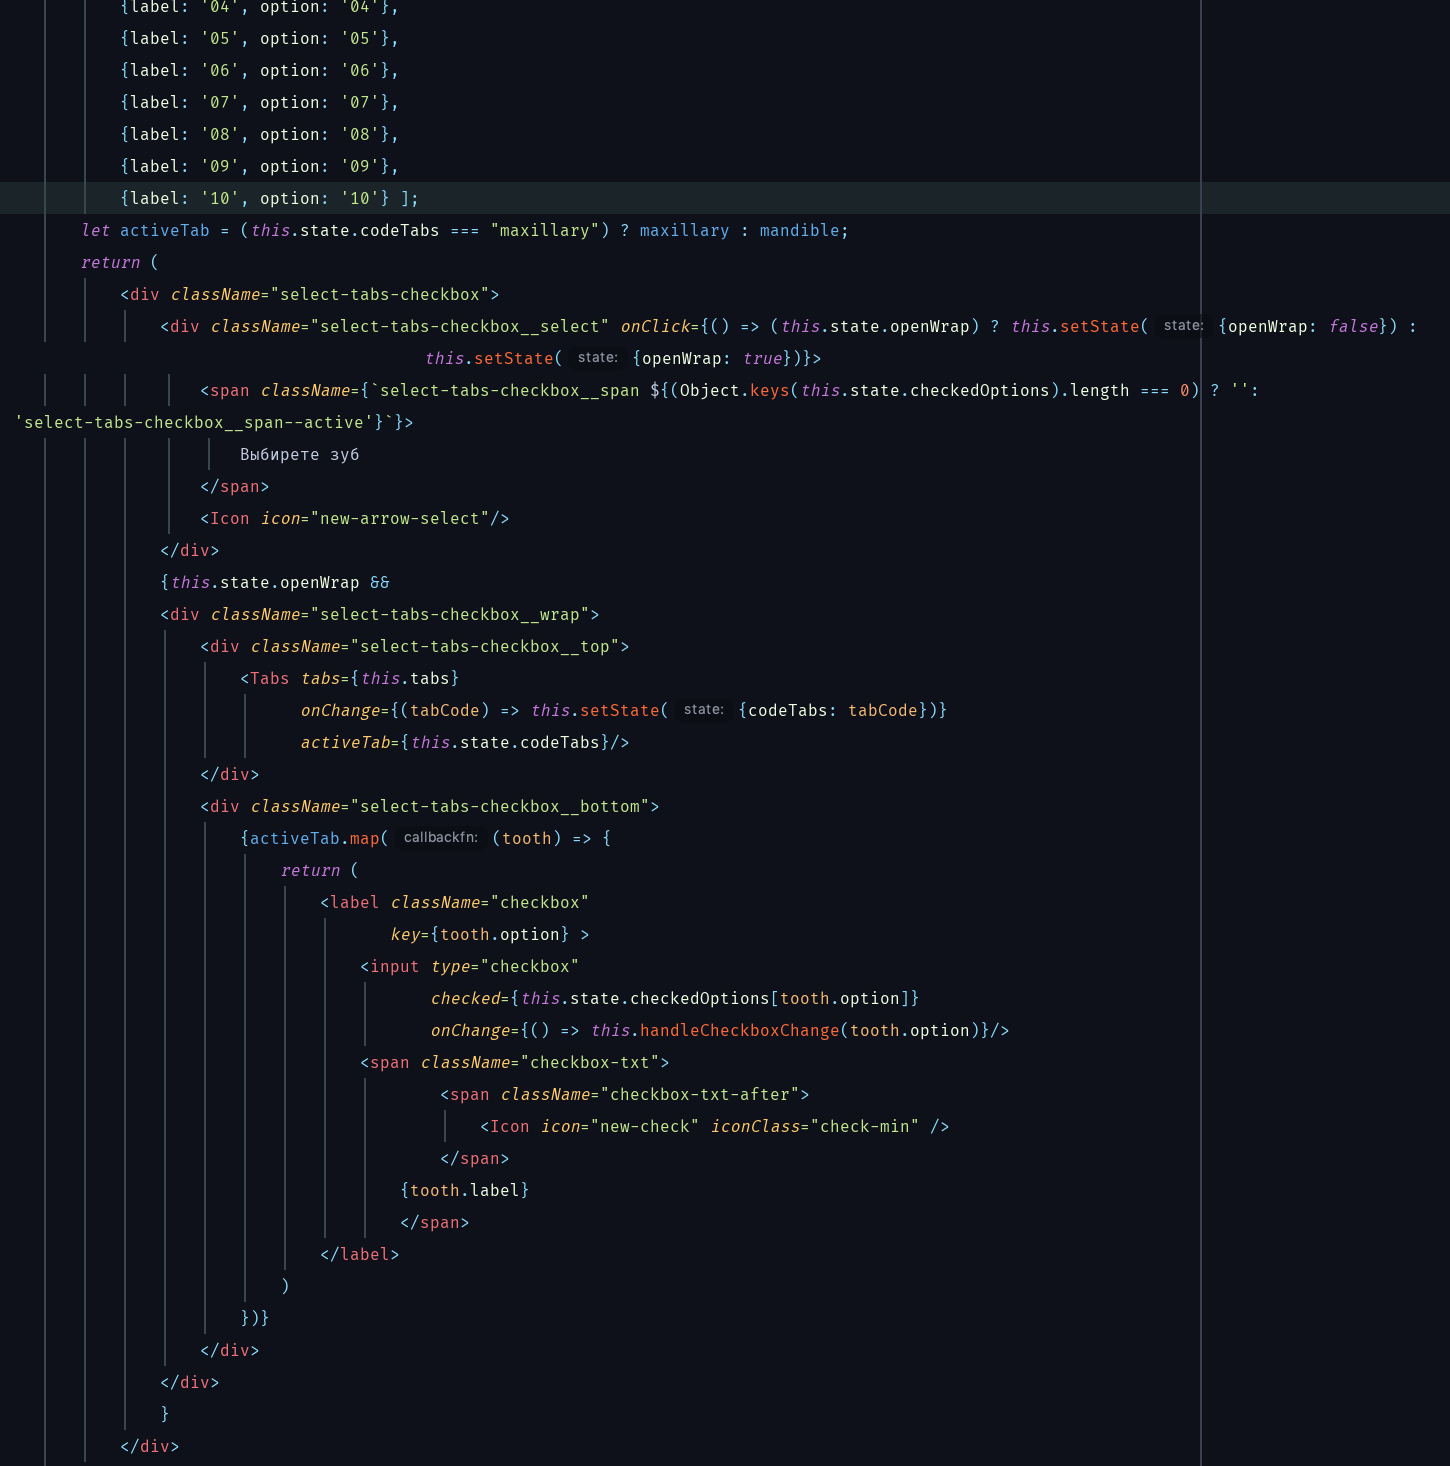 {label: '04', option: '04'},
{label: '05', option: '05'},
{label: '06', option: '06'},
{label: '07', option: '07'},
{label: '08', option: '08'},
{label: '09', option: '09'},
{label: '10', option: '10'} ];
let activeTab = (this.state.codeTabs === "maxillary") ? maxillary : mandible;
return (
<div className="select-tabs-checkbox">
<div className="select-tabs-checkbox__select" onClick={() => (this.state.openWrap) ? this.setState( state: {openWrap: false}) :
this.setState( state: {openWrap: true})}>
<span className={`select-tabs-checkbox__span ${(Object.keys(this.state.checkedOptions).length === 0) ? '':
'select-tabs-checkbox__span--active'}`}>
Выбирете зуб
</span>
<Icon icon="new-arrow-select"/>
</div>
{this.state.openWrap &&
<div className="select-tabs-checkbox__wrap">
<div className="select-tabs-checkbox__top">
<Tabs tabs={this.tabs}
onChange={(tabCode) => this.setState( state: {codeTabs: tabCode})}
activeTab={this.state.codeTabs}/>
</div>
<div className="select-tabs-checkbox__bottom">
{activeTab.map( callbackfn: (tooth) => {
return (
<label className="checkbox"
key={tooth.option} >
<input type="checkbox"
checked={this.state.checkedOptions[tooth.option]}
onChange={() => this.handleCheckboxChange(tooth.option)}/>
<span className="checkbox-txt">
<span className="checkbox-txt-after">
<Icon icon="new-check" iconClass="check-min" />
</span>
{tooth.label}
</span>
</label>
)
})}
</div>
</div>
}
</div>